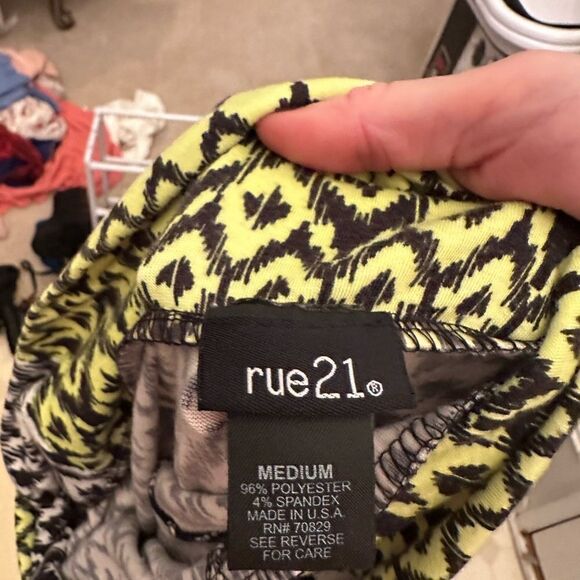 rue21®
MEDIUM
96% POLYESTER
4% SPANDEX
MADE IN U.S.A.
RN# 70829
SEE REVERSE
FOR CARE